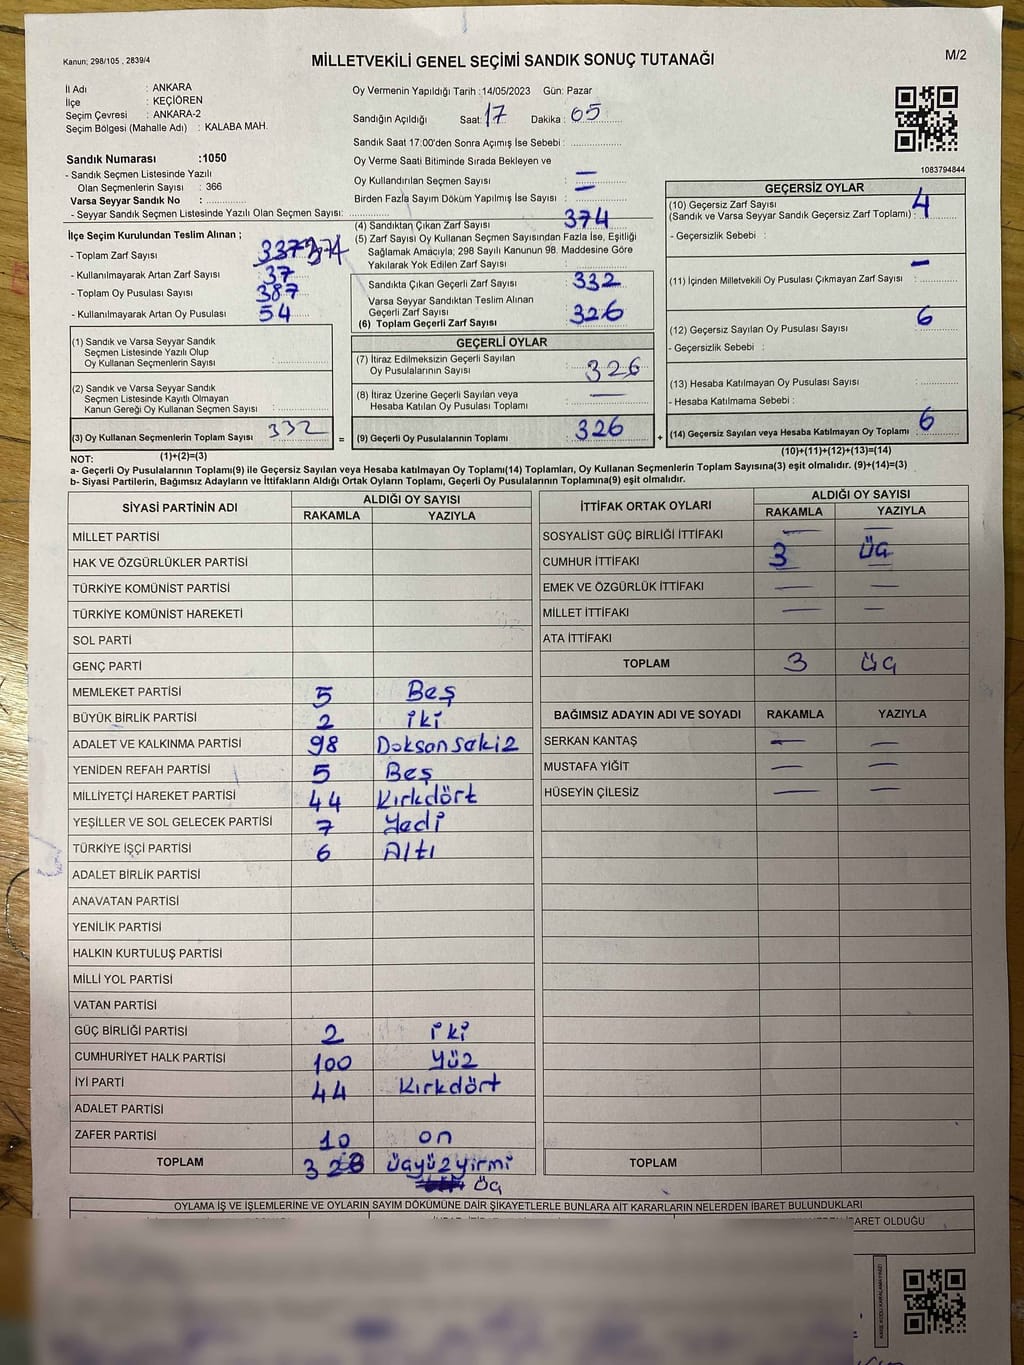 Kanun; 298/105 , 2839/4
MİLLETVEKİLİ GENEL SEÇİMİ SANDIK SONUÇ TUTANAĞI
M/2
İl Adı : ANKARA
İlçe : KEÇİÖREN
Seçim Çevresi : ANKARA-2
Seçim Bölgesi (Mahalle Adı) : KALABA MAH.
Sandık Numarası :1050
- Sandık Seçmen Listesinde Yazılı
Olan Seçmenlerin Sayısı : 366
Varsa Seyyar Sandık No :
- Seyyar Sandık Seçmen Listesinde Yazılı Olan Seçmen Sayısı:
Oy Vermenin Yapıldığı Tarih :14/05/2023 Gün: Pazar
Sandığın Açıldığı Saat: 17 Dakika : 05
Sandık Saat 17:00'den Sonra Açımış İse Sebebi :
Oy Verme Saati Bitiminde Sırada Bekleyen ve
Oy Kullandırılan Seçmen Sayısı : —
Birden Fazla Sayım Döküm Yapılmış İse Sayısı : —
1083794844
İlçe Seçim Kurulundan Teslim Alınan ;
- Toplam Zarf Sayısı : 337 374
- Kullanılmayarak Artan Zarf Sayısı : 37
- Toplam Oy Pusulası Sayısı : 387
- Kullanılmayarak Artan Oy Pusulası : 54
(4) Sandıktan Çıkan Zarf Sayısı : 374
(5) Zarf Sayısı Oy Kullanan Seçmen Sayısından Fazla İse, Eşitliği
Sağlamak Amacıyla; 298 Sayılı Kanunun 98. Maddesine Göre
Yakılarak Yok Edilen Zarf Sayısı :
Sandıkta Çıkan Geçerli Zarf Sayısı : 332
Varsa Seyyar Sandıktan Teslim Alınan
Geçerli Zarf Sayısı : 326
(6) Toplam Geçerli Zarf Sayısı
GEÇERSİZ OYLAR
(10) Geçersiz Zarf Sayısı
(Sandık ve Varsa Seyyar Sandık Geçersiz Zarf Toplamı) : 4
- Geçersizlik Sebebi :
(11) İçinden Milletvekili Oy Pusulası Çıkmayan Zarf Sayısı : —
(12) Geçersiz Sayılan Oy Pusulası Sayısı : 6
- Geçersizlik Sebebi :
(13) Hesaba Katılmayan Oy Pusulası Sayısı :
- Hesaba Katılmama Sebebi :
(14) Geçersiz Sayılan veya Hesaba Katılmayan Oy Toplamı : 6
(10)+(11)+(12)+(13)=(14)
(1) Sandık ve Varsa Seyyar Sandık
Seçmen Listesinde Yazılı Olup
Oy Kullanan Seçmenlerin Sayısı :
(2) Sandık ve Varsa Seyyar Sandık
Seçmen Listesinde Kayıtlı Olmayan
Kanun Gereği Oy Kullanan Seçmen Sayısı :
(3) Oy Kullanan Seçmenlerin Toplam Sayısı : 332 =
(1)+(2)=(3)
GEÇERLİ OYLAR
(7) İtiraz Edilmeksizin Geçerli Sayılan
Oy Pusulalarının Sayısı : 326
(8) İtiraz Üzerine Geçerli Sayılan veya
Hesaba Katılan Oy Pusulası Toplamı : —
(9) Geçerli Oy Pusulalarının Toplamı : 326 +
NOT:
a- Geçerli Oy Pusulalarının Toplamı(9) ile Geçersiz Sayılan veya Hesaba katılmayan Oy Toplamı(14) Toplamları, Oy Kullanan Seçmenlerin Toplam Sayısına(3) eşit olmalıdır. (9)+(14)=(3)
b- Siyasi Partilerin, Bağımsız Adayların ve İttifakların Aldığı Ortak Oyların Toplamı, Geçerli Oy Pusulalarının Toplamına(9) eşit olmalıdır.
SİYASİ PARTİNİN ADI ALDIĞI OY SAYISI
RAKAMLA YAZIYLA
MİLLET PARTİSİ
HAK VE ÖZGÜRLÜKLER PARTİSİ
TÜRKİYE KOMÜNİST PARTİSİ
TÜRKİYE KOMÜNİST HAREKETİ
SOL PARTİ
GENÇ PARTİ
MEMLEKET PARTİSİ 5 Beş
BÜYÜK BİRLİK PARTİSİ 2 iki
ADALET VE KALKINMA PARTİSİ 98 Doksansakiz
YENİDEN REFAH PARTİSİ 5 Beş
MİLLİYETÇİ HAREKET PARTİSİ 44 Kırkdört
YEŞİLLER VE SOL GELECEK PARTİSİ 7 Yedi
TÜRKİYE İŞÇİ PARTİSİ 6 Altı
ADALET BİRLİK PARTİSİ
ANAVATAN PARTİSİ
YENİLİK PARTİSİ
HALKIN KURTULUŞ PARTİSİ
MİLLİ YOL PARTİSİ
VATAN PARTİSİ
GÜÇ BİRLİĞİ PARTİSİ 2 iki
CUMHURİYET HALK PARTİSİ 100 Yüz
İYİ PARTİ 44 Kırkdört
ADALET PARTİSİ
ZAFER PARTİSİ 10 on
TOPLAM üçyüzyirmi
üç
İTTİFAK ORTAK OYLARI ALDIĞI OY SAYISI
RAKAMLA YAZIYLA
SOSYALİST GÜÇ BİRLİĞİ İTTİFAKI — —
CUMHUR İTTİFAKI 3 üç
EMEK VE ÖZGÜRLÜK İTTİFAKI — —
MİLLET İTTİFAKI — —
ATA İTTİFAKI
TOPLAM 3 üç
BAĞIMSIZ ADAYIN ADI VE SOYADI RAKAMLA YAZIYLA
SERKAN KANTAŞ — —
MUSTAFA YİĞİT — —
HÜSEYİN ÇİLESİZ — —
TOPLAM
OYLAMA İŞ VE İŞLEMLERİNE VE OYLARIN SAYIM DÖKÜMÜNE DAİR ŞİKAYETLERLE BUNLARA AİT KARARLARIN NELERDEN İBARET BULUNDUKLARI
İBARET OLDUĞU